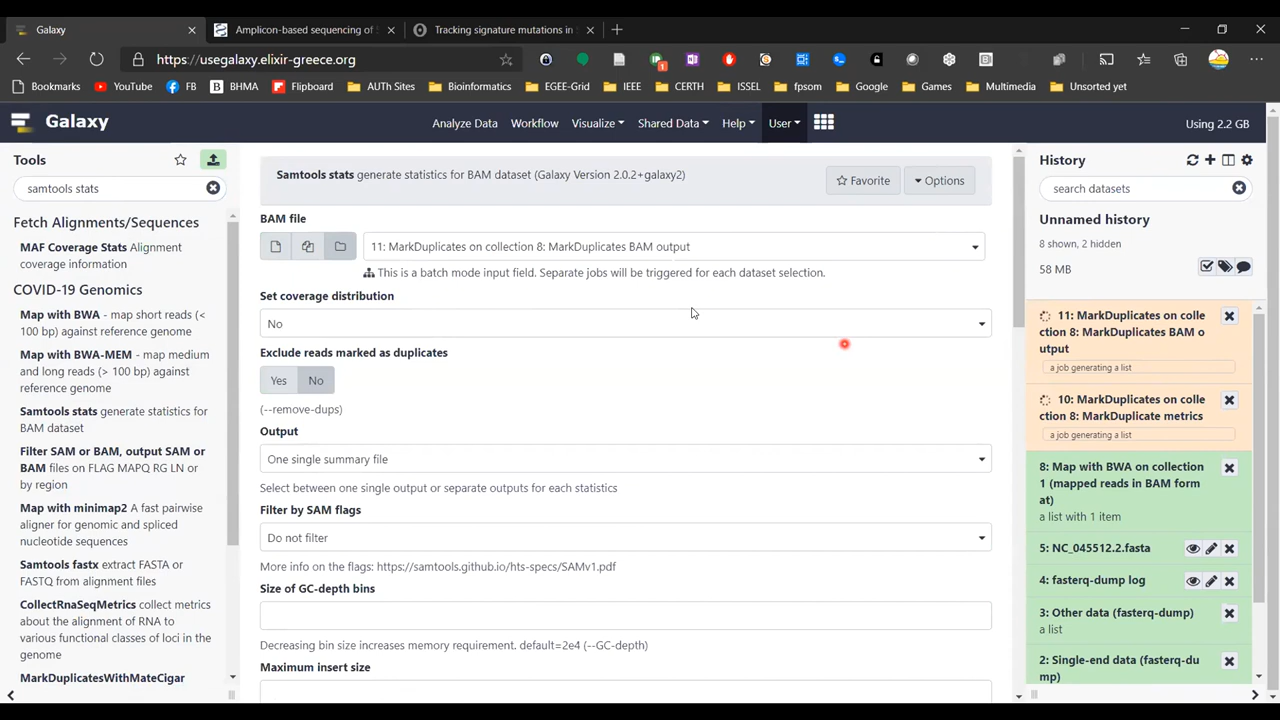 Galaxy
Amplicon-based sequencing of
Tracking signature mutations in
https://usegalaxy.elixir-greece.org
1
Bookmarks
YouTube
FB
BHMA
Flipboard
AUTh Sites
Bioinformatics
EGEE-Grid
IEEE
CERTH
ISSEL
fpsom
Google
Games
Multimedia
Unsorted yet
Galaxy
Analyze Data
Workflow
Visualize
Shared Data
Help
User
Using 2.2 GB
Tools
samtools stats
Fetch Alignments/Sequences
MAF Coverage Stats Alignment
coverage information
COVID-19 Genomics
Map with BWA - map short reads (<
100 bp) against reference genome
Map with BWA-MEM - map medium
and long reads (> 100 bp) against
reference genome
Samtools stats generate statistics for
BAM dataset
Filter SAM or BAM, output SAM or
BAM files on FLAG MAPQ RG LN or
by region
Map with minimap2 A fast pairwise
aligner for genomic and spliced
nucleotide sequences
Samtools fastx extract FASTA or
FASTQ from alignment files
CollectRnaSeqMetrics collect metrics
about the alignment of RNA to
various functional classes of loci in the
genome
MarkDuplicatesWithMateCigar
Samtools stats generate statistics for BAM dataset (Galaxy Version 2.0.2+galaxy2)
Favorite
Options
BAM file
11: MarkDuplicates on collection 8: MarkDuplicates BAM output
This is a batch mode input field. Separate jobs will be triggered for each dataset selection.
Set coverage distribution
No
Exclude reads marked as duplicates
Yes
No
(--remove-dups)
Output
One single summary file
Select between one single output or separate outputs for each statistics
Filter by SAM flags
Do not filter
More info on the flags: https://samtools.github.io/hts-specs/SAMv1.pdf
Size of GC-depth bins
Decreasing bin size increases memory requirement. default=2e4 (--GC-depth)
Maximum insert size
History
search datasets
Unnamed history
8 shown, 2 hidden
58 MB
11: MarkDuplicates on colle
ction 8: MarkDuplicates BAM o
utput
a job generating a list
10: MarkDuplicates on colle
ction 8: MarkDuplicate metrics
a job generating a list
8: Map with BWA on collection
1 (mapped reads in BAM form
at)
a list with 1 item
5: NC_045512.2.fasta
4: fasterq-dump log
3: Other data (fasterq-dump)
a list
2: Single-end data (fasterq-du
mp)